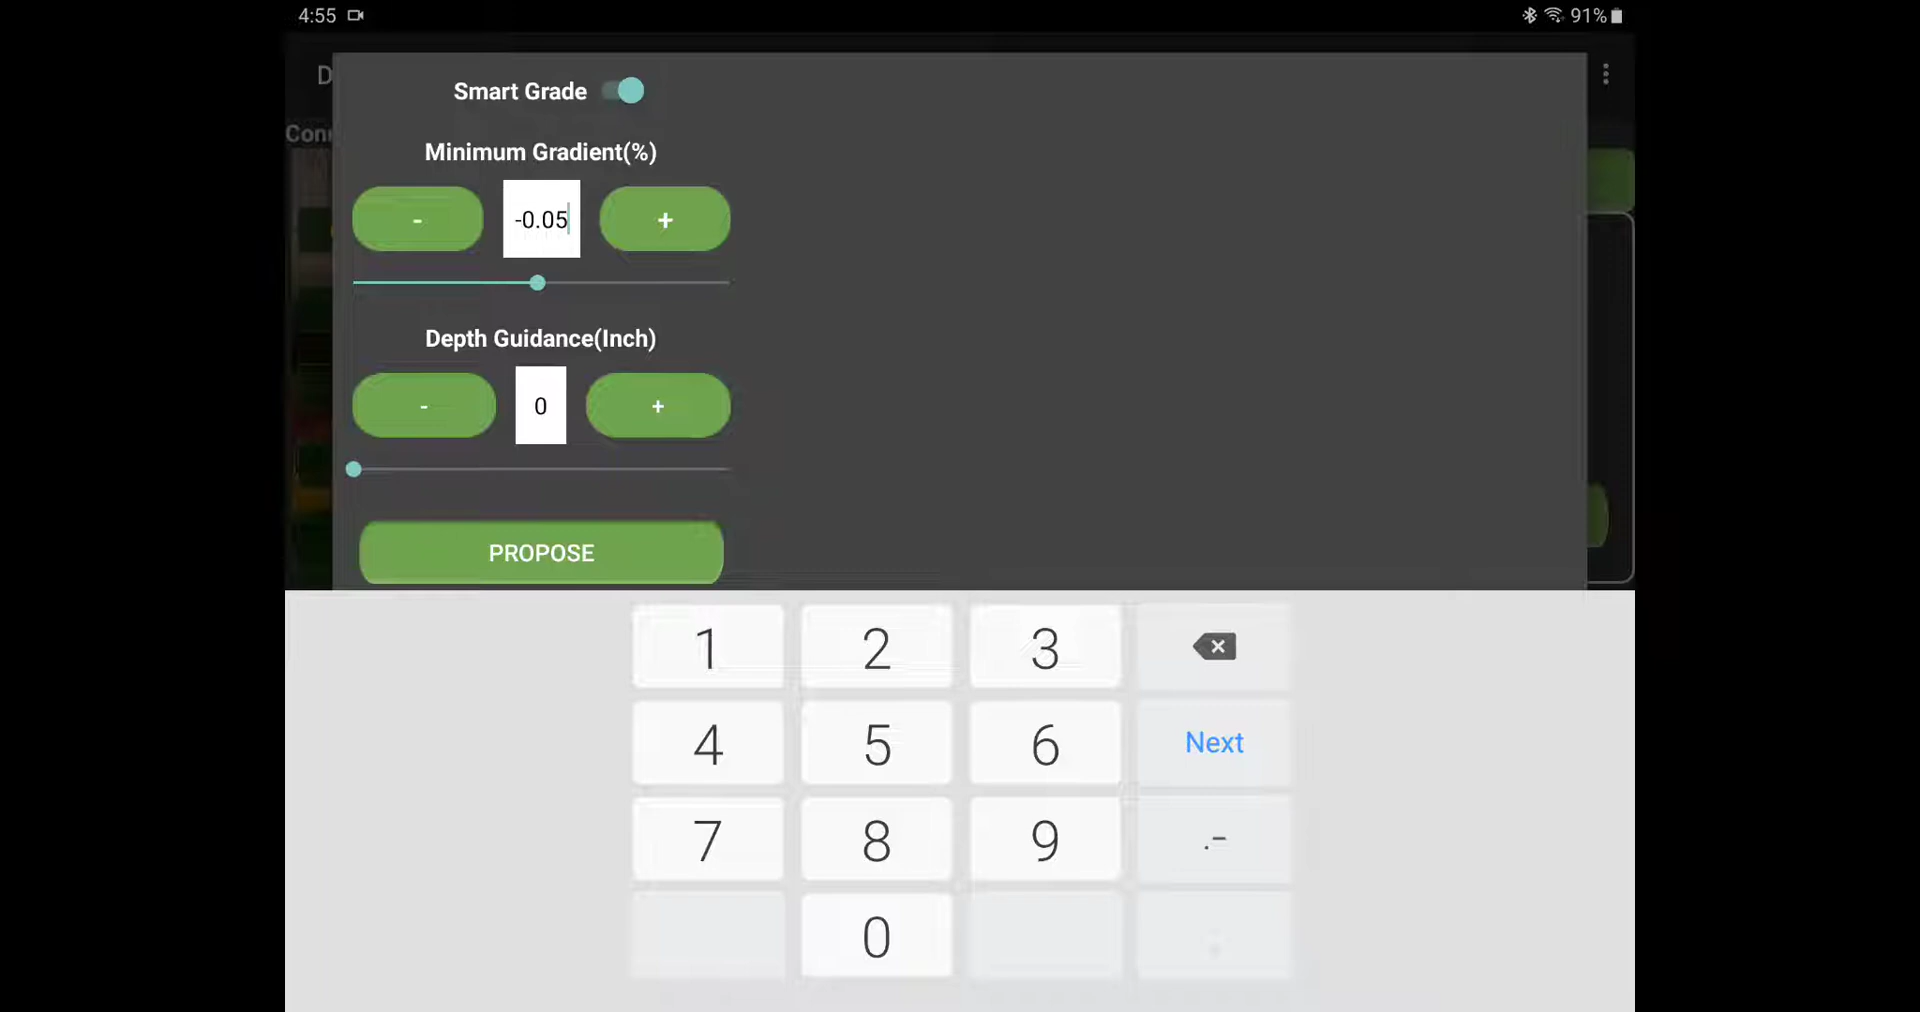 4:55 91%
D
Con
Smart Grade
Minimum Gradient(%)
- -0.05 +
Depth Guidance(Inch)
- 0 +
PROPOSE
1 2 3
4 5 6 Next
7 8 9 .-
0 .